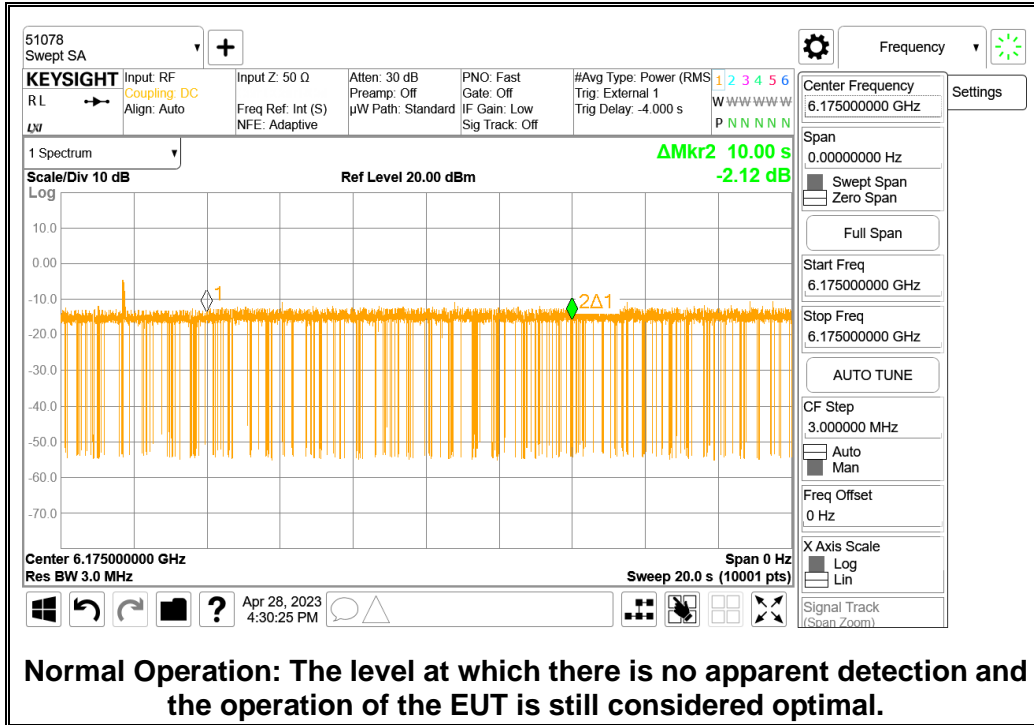 51078
Swept SA
Frequency
KEYSIGHT
R L
LXI
Input: RF
Coupling: DC
Align: Auto
Input Z: 50 Ω
Freq Ref: Int (S)
NFE: Adaptive
Atten: 30 dB
Preamp: Off
µW Path: Standard
PNO: Fast
Gate: Off
IF Gain: Low
Sig Track: Off
#Avg Type: Power (RMS
Trig: External 1
Trig Delay: -4.000 s
1 2 3 4 5 6
W W W W W W
P N N N N N
Center Frequency
6.175000000 GHz
Settings
1 Spectrum
ΔMkr2 10.00 s
-2.12 dB
Scale/Div 10 dB
Ref Level 20.00 dBm
Log
10.0
0.00
-10.0
-20.0
-30.0
-40.0
-50.0
-60.0
-70.0
1
2Δ1
Span
0.00000000 Hz
Swept Span
Zero Span
Full Span
Start Freq
6.175000000 GHz
Stop Freq
6.175000000 GHz
AUTO TUNE
CF Step
3.000000 MHz
Auto
Man
Freq Offset
0 Hz
X Axis Scale
Log
Lin
Signal Track
(Span Zoom)
Center 6.175000000 GHz
Span 0 Hz
Res BW 3.0 MHz
Sweep 20.0 s (10001 pts)
?
Apr 28, 2023
4:30:25 PM
Normal Operation: The level at which there is no apparent detection and
the operation of the EUT is still considered optimal.